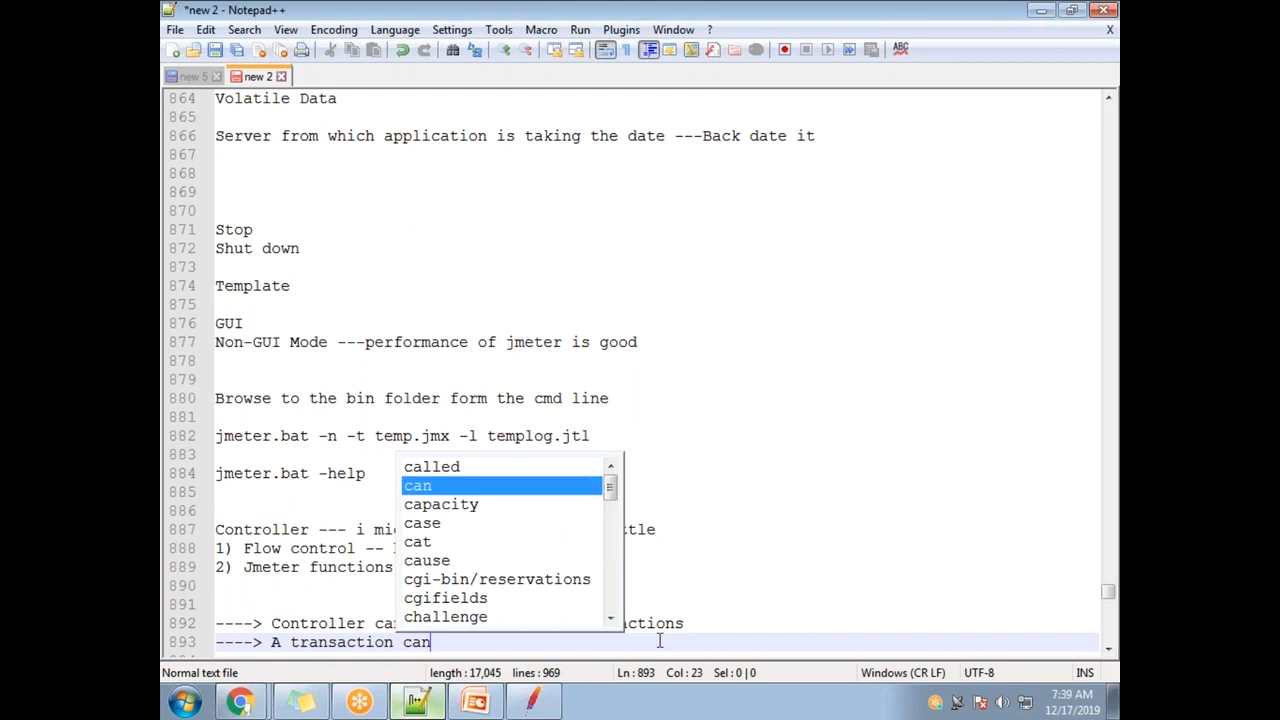 *new 2 - Notepad++
File Edit Search View Encoding Language Settings Tools Macro Run Plugins Window ? X
new 5 new 2
864 Volatile Data
865
866 Server from which application is taking the date ---Back date it
867
868
869
870
871 Stop
872 Shut down
873
874 Template
875
876 GUI
877 Non-GUI Mode ---performance of jmeter is good
878
879
880 Browse to the bin folder form the cmd line
881
882 jmeter.bat -n -t temp.jmx -l templog.jtl
883
884 jmeter.bat -help
885
886
887 Controller --- i
888 1) Flow control --
889 2) Jmeter functions
890
891
892 ----> Controller
893 ----> A transaction can
called
can
capacity
case
cat
cause
cgi-bin/reservations
cgifields
challenge
Normal text file length : 17,045 lines : 969 Ln : 893 Col : 23 Sel : 0 | 0 Windows (CR LF) UTF-8 INS
7:39 AM
12/17/2019